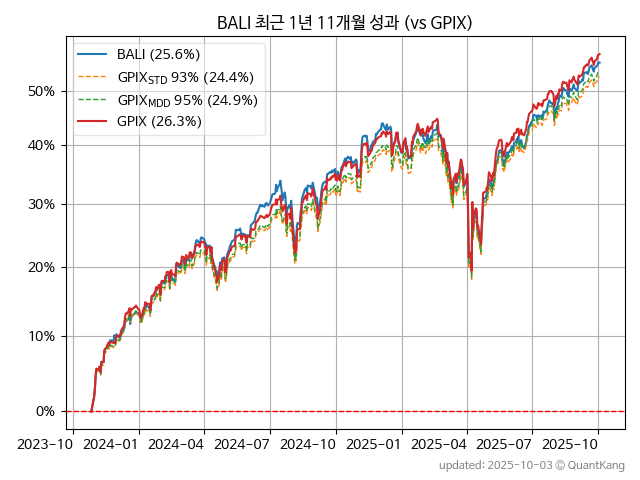 BALI 최근 1년 11개월 성과 (vs GPIX)
BALI (25.6%)
GPIX_STD 93% (24.4%)
GPIX_MDD 95% (24.9%)
GPIX (26.3%)
50%
40%
30%
20%
10%
0%
2023-10 2024-01 2024-04 2024-07 2024-10 2025-01 2025-04 2025-07 2025-10
updated: 2025-10-03 © QuantKang